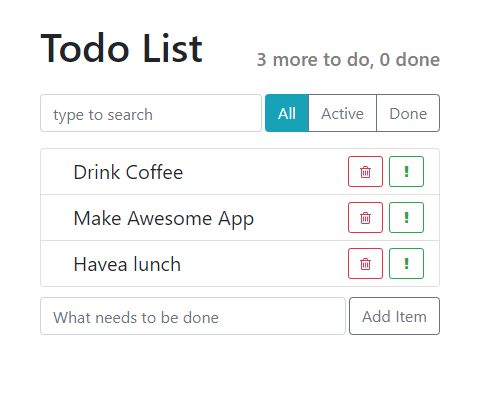 Todo List
3 more to do, 0 done
type to search
All
Active
Done
Drink Coffee
!
Make Awesome App
!
Havea lunch
!
What needs to be done
Add Item